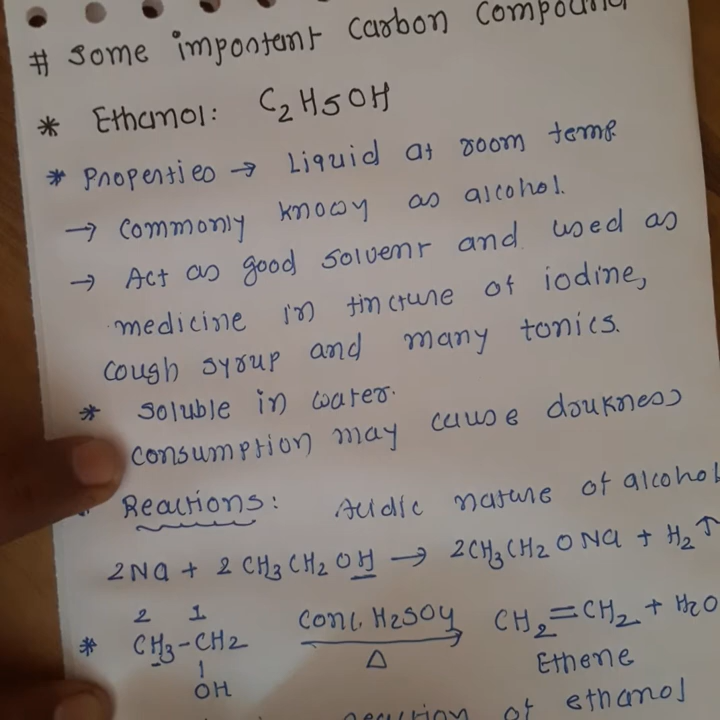 # Some important Carbon Compound
* Ethanol: C2H5OH
* Properties → Liquid at room temp
→ commonly knowy as alcohol.
→ Act as good solvent and used as
medicine in tincture of iodine,
cough syrup and many tonics.
* Soluble in water.
consumption may cause drukness
Reactions: Acidic nature of alcohol
2Na + 2CH3CH2OH → 2CH3CH2ONa + H2↑
2 1
* CH3-CH2 Conc. H2SO4 CH2=CH2 + H2O
Δ
OH Ethene
reaction of ethanol